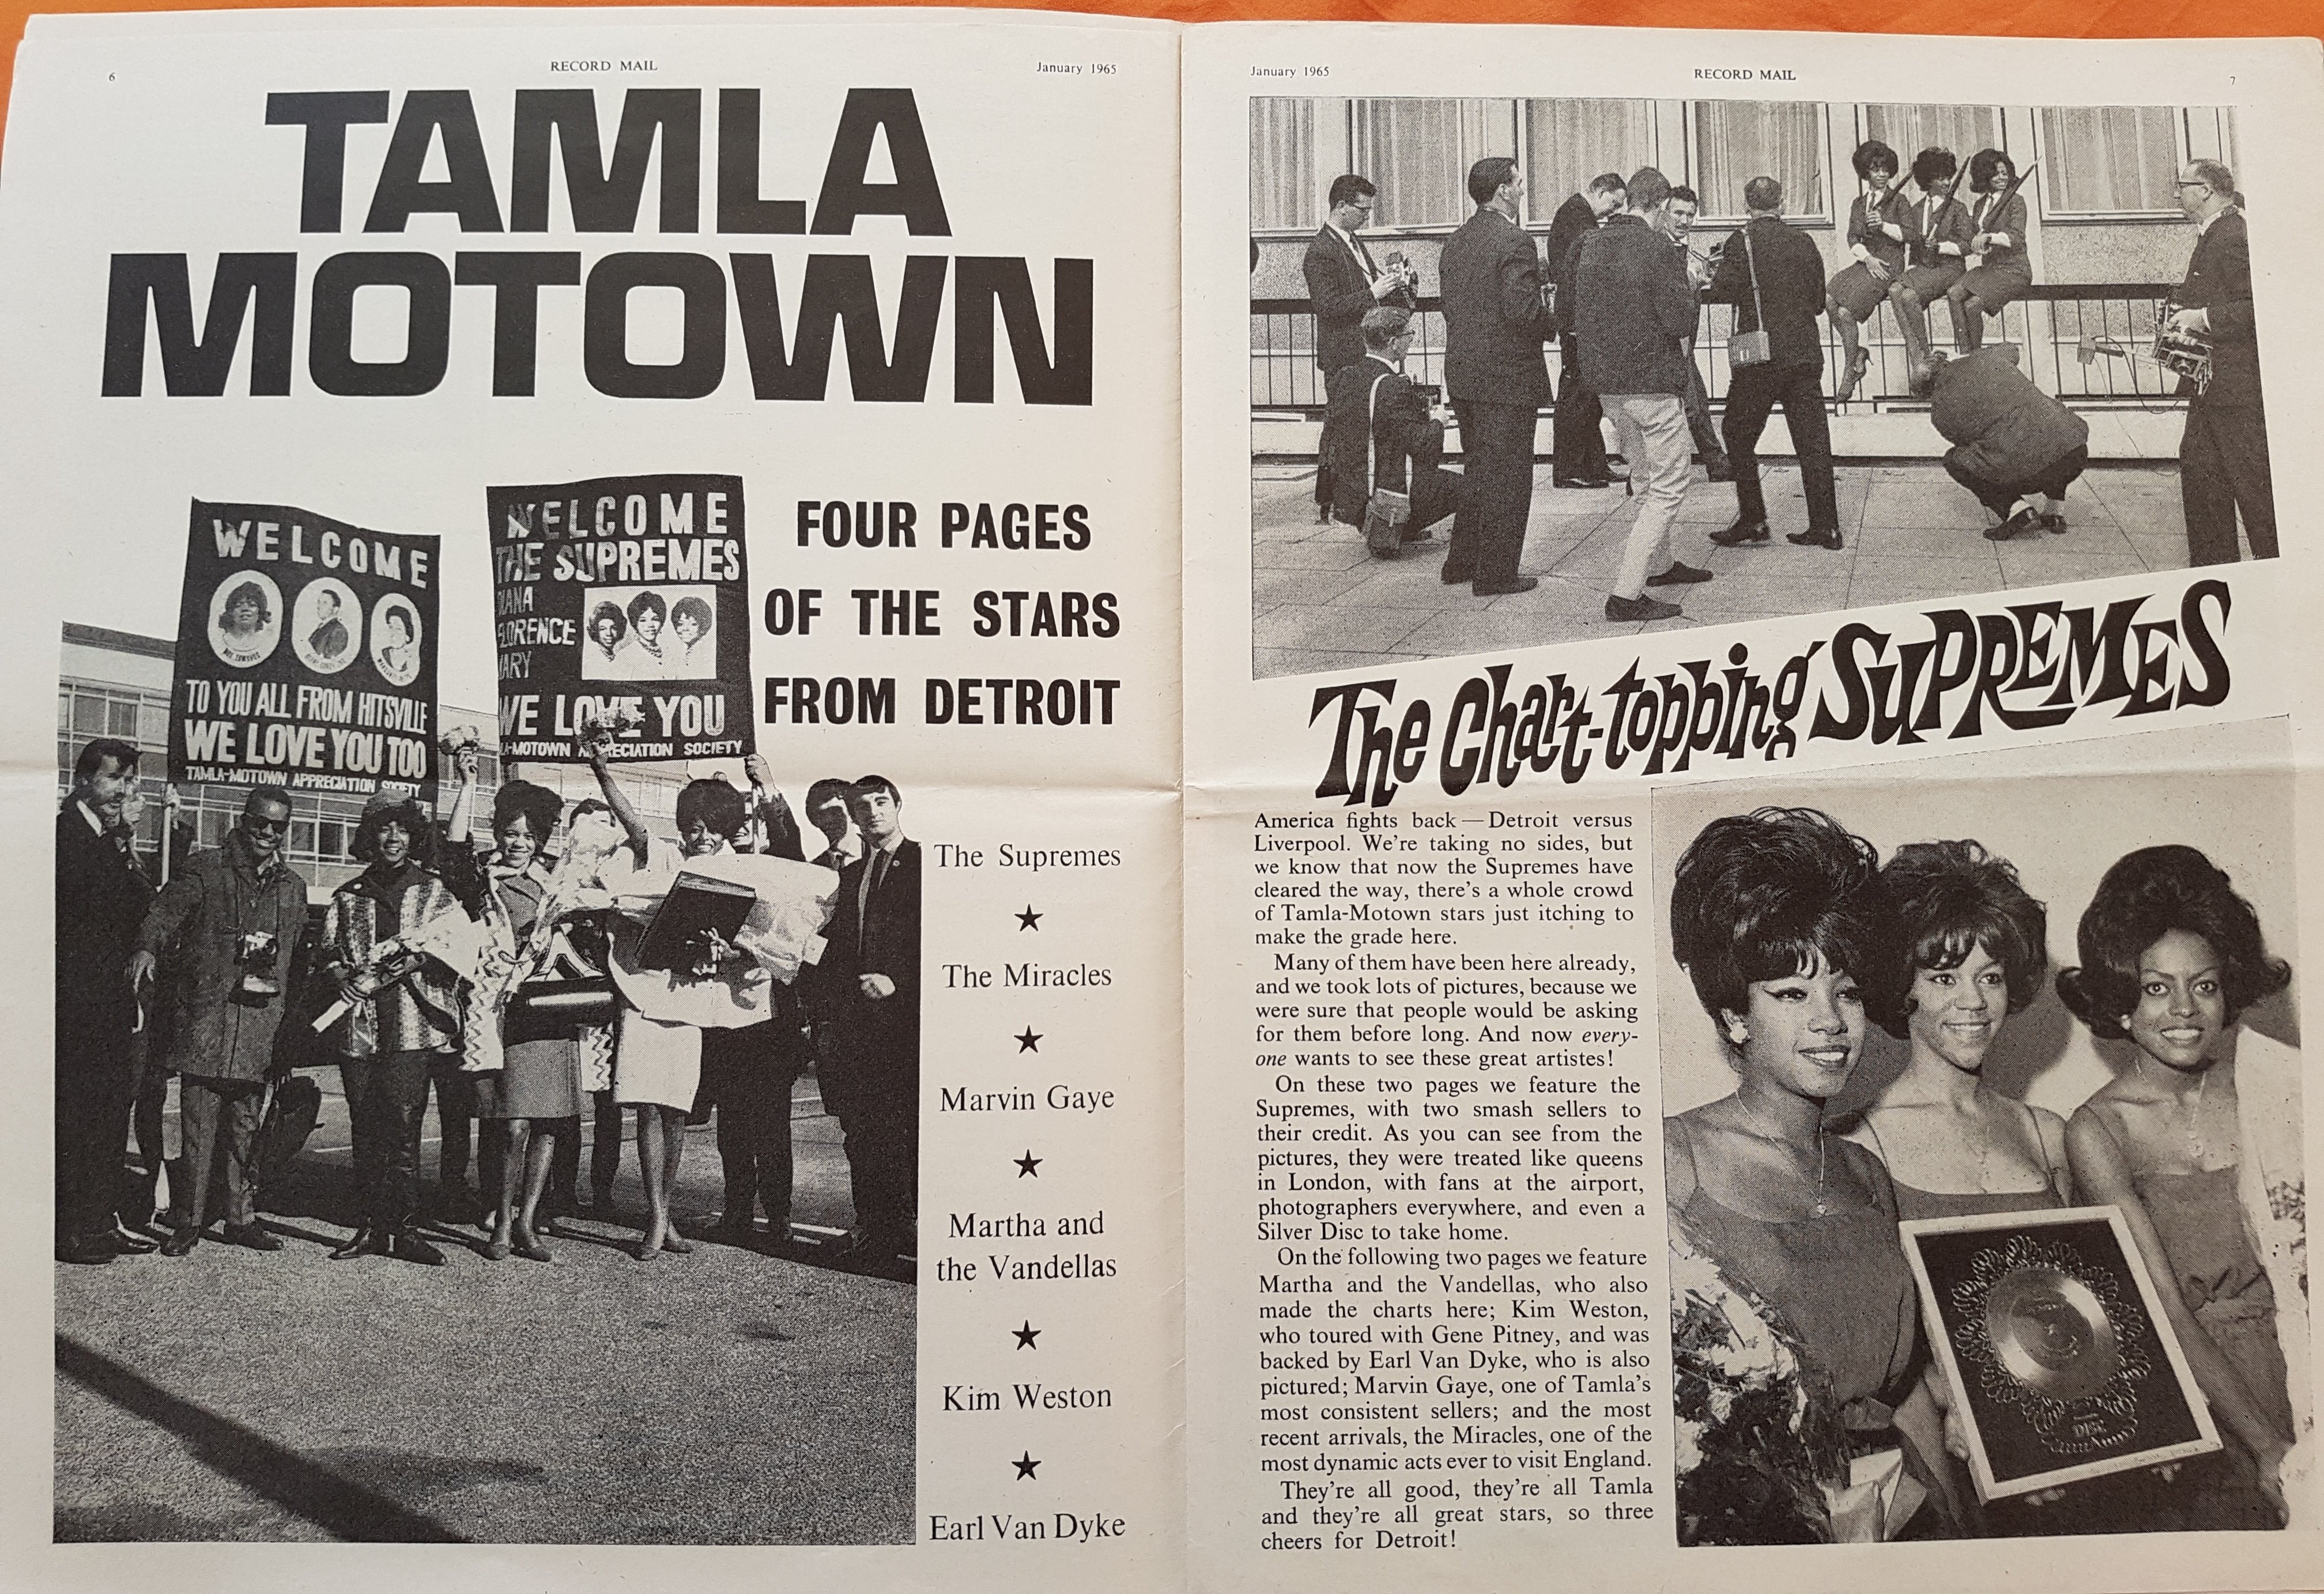 6
RECORD MAIL
January 1965
TAMLA
MOTOWN
WELCOME
TO YOU ALL FROM HITSVILLE
WE LOVE YOU TOO
TAMLA-MOTOWN APPRECIATION SOCIETY
WELCOME
THE SUPREMES
IANA
FLORENCE
MARY
WE LOVE YOU
LA-MOTOWN APPRECIATION SOCIETY
FOUR PAGES
OF THE STARS
FROM DETROIT
The Supremes
★
The Miracles
★
Marvin Gaye
★
Martha and
the Vandellas
★
Kim Weston
★
Earl Van Dyke
January 1965
RECORD MAIL
7
The Chart-topping SUPREMES
America fights back — Detroit versus
Liverpool. We're taking no sides, but
we know that now the Supremes have
cleared the way, there's a whole crowd
of Tamla-Motown stars just itching to
make the grade here.
Many of them have been here already,
and we took lots of pictures, because we
were sure that people would be asking
for them before long. And now every-
one wants to see these great artistes!
On these two pages we feature the
Supremes, with two smash sellers to
their credit. As you can see from the
pictures, they were treated like queens
in London, with fans at the airport,
photographers everywhere, and even a
Silver Disc to take home.
On the following two pages we feature
Martha and the Vandellas, who also
made the charts here; Kim Weston,
who toured with Gene Pitney, and was
backed by Earl Van Dyke, who is also
pictured; Marvin Gaye, one of Tamla's
most consistent sellers; and the most
recent arrivals, the Miracles, one of the
most dynamic acts ever to visit England.
They're all good, they're all Tamla
and they're all great stars, so three
cheers for Detroit!
DISC